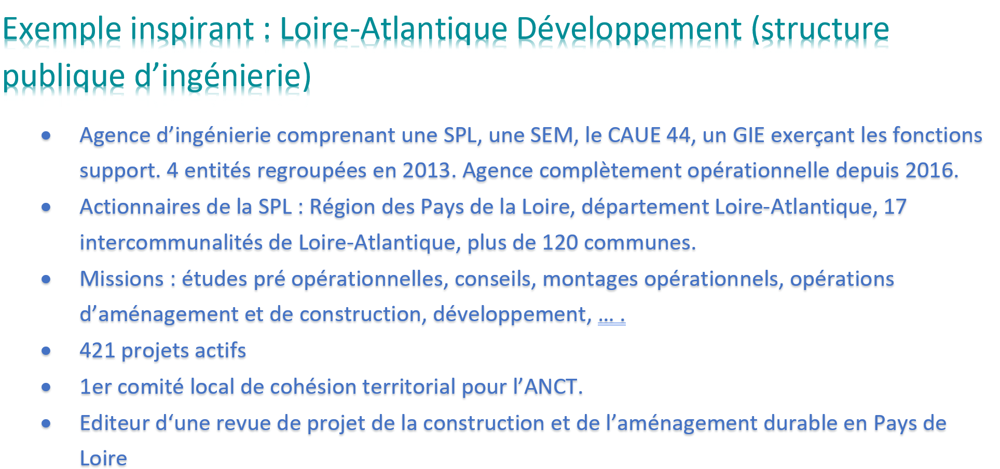 Exemple inspirant : Loire-Atlantique Développement (structure
publique d’ingénierie)
• Agence d’ingénierie comprenant une SPL, une SEM, le CAUE 44, un GIE exerçant les fonctions
support. 4 entités regroupées en 2013. Agence complètement opérationnelle depuis 2016.
• Actionnaires de la SPL : Région des Pays de la Loire, département Loire-Atlantique, 17
intercommunalités de Loire-Atlantique, plus de 120 communes.
• Missions : études pré opérationnelles, conseils, montages opérationnels, opérations
d’aménagement et de construction, développement, … .
• 421 projets actifs
• 1er comité local de cohésion territorial pour l’ANCT.
• Editeur d‘une revue de projet de la construction et de l’aménagement durable en Pays de
Loire